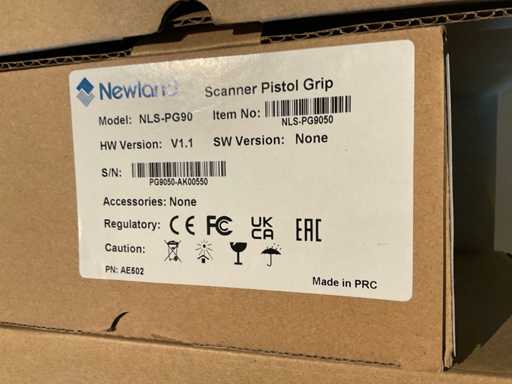 Newland Scanner Pistol Grip
Model: NLS-PG90 Item No:
NLS-PG9050
HW Version: V1.1 SW Version: None
S/N:
PG9050-AK00550
Accessories: None
Regulatory: CE FC UK CA EAC
Caution:
PN: AE502
Made in PRC